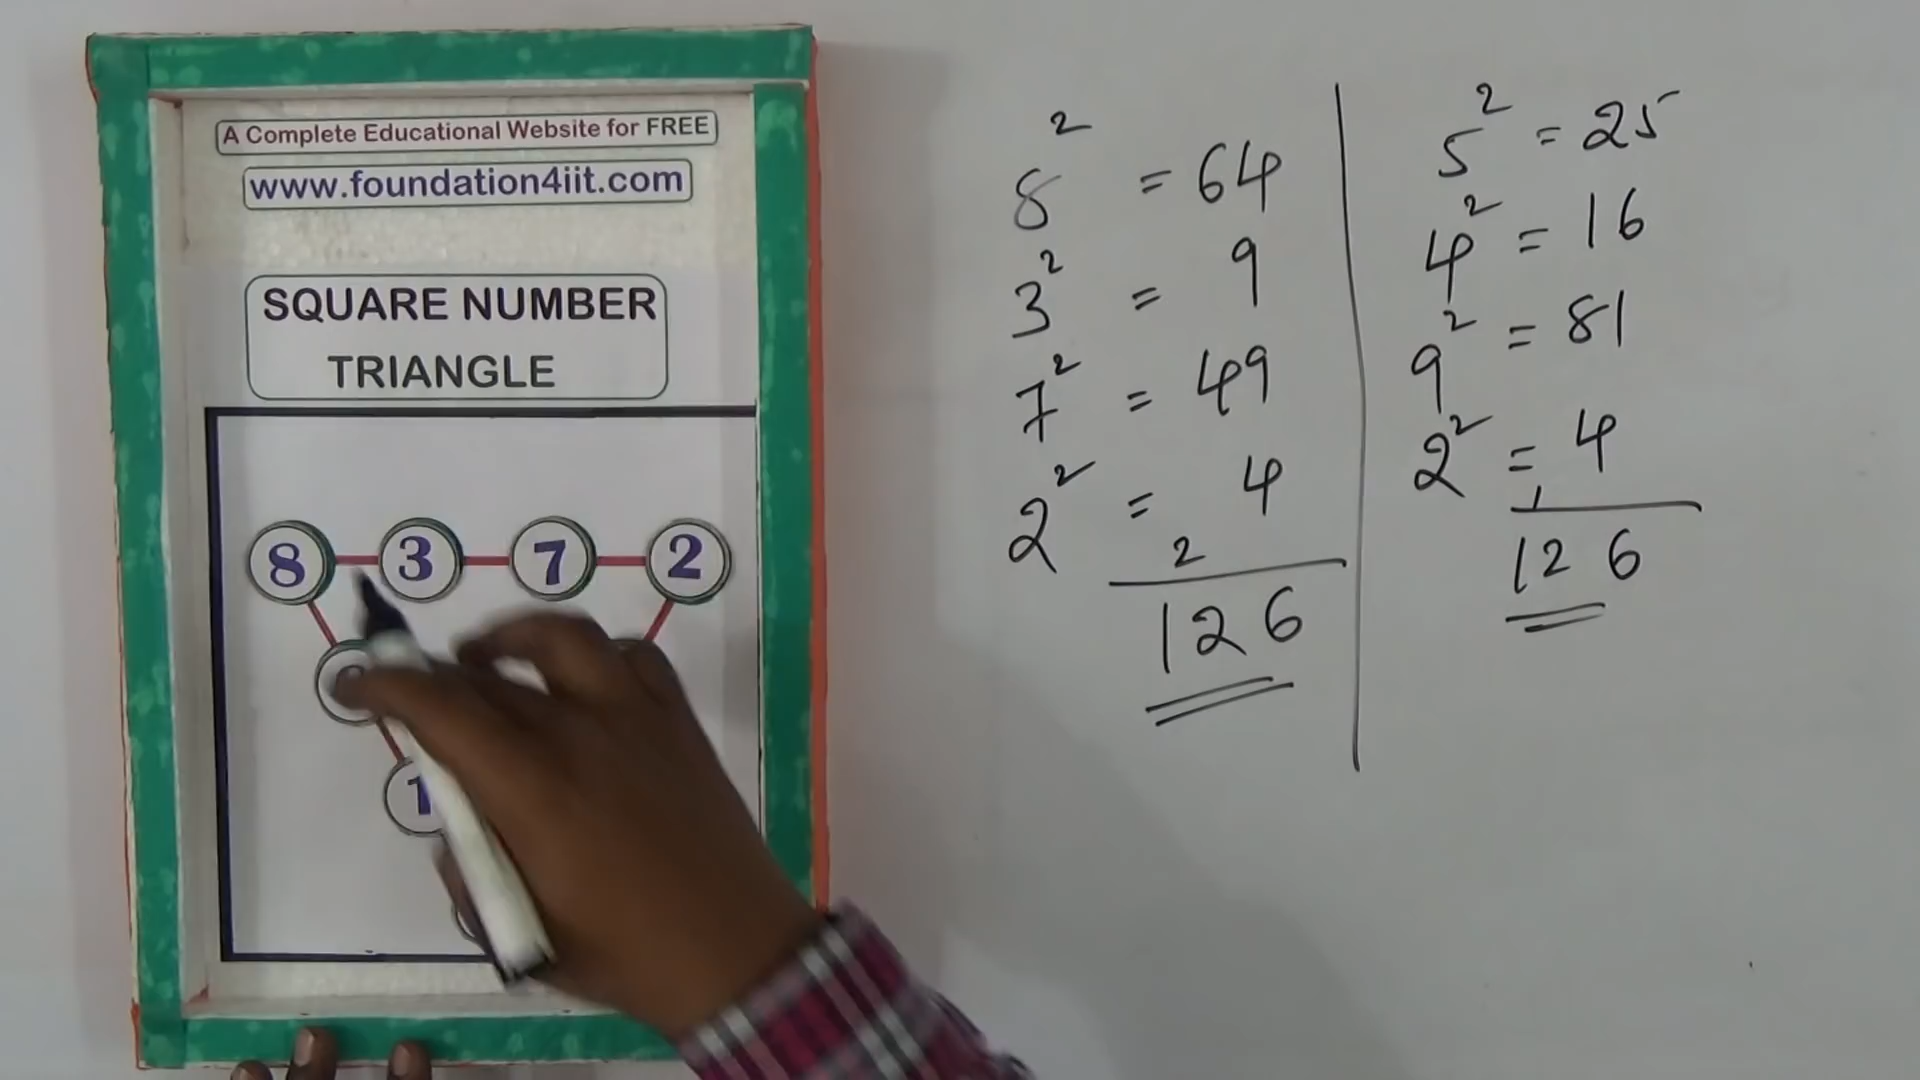 A Complete Educational Website for FREE
www.foundation4iit.com
SQUARE NUMBER
TRIANGLE
8 3 7 2
1
8² = 64
3² = 9
7² = 49
2² = 4
2
126
5² = 25
4² = 16
9² = 81
2² = 4
1
126